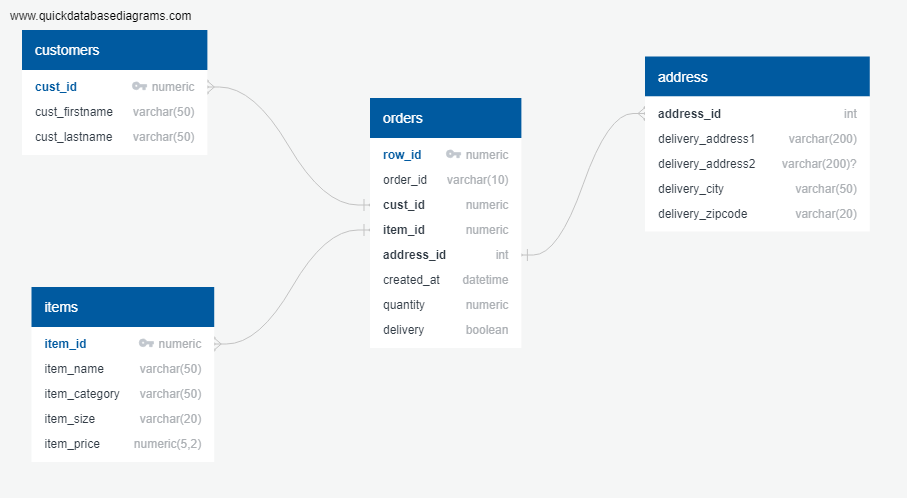 www.quickdatabasediagrams.com
customers
cust_id numeric
cust_firstname varchar(50)
cust_lastname varchar(50)
orders
row_id numeric
order_id varchar(10)
cust_id numeric
item_id numeric
address_id int
created_at datetime
quantity numeric
delivery boolean
address
address_id int
delivery_address1 varchar(200)
delivery_address2 varchar(200)?
delivery_city varchar(50)
delivery_zipcode varchar(20)
items
item_id numeric
item_name varchar(50)
item_category varchar(50)
item_size varchar(20)
item_price numeric(5,2)